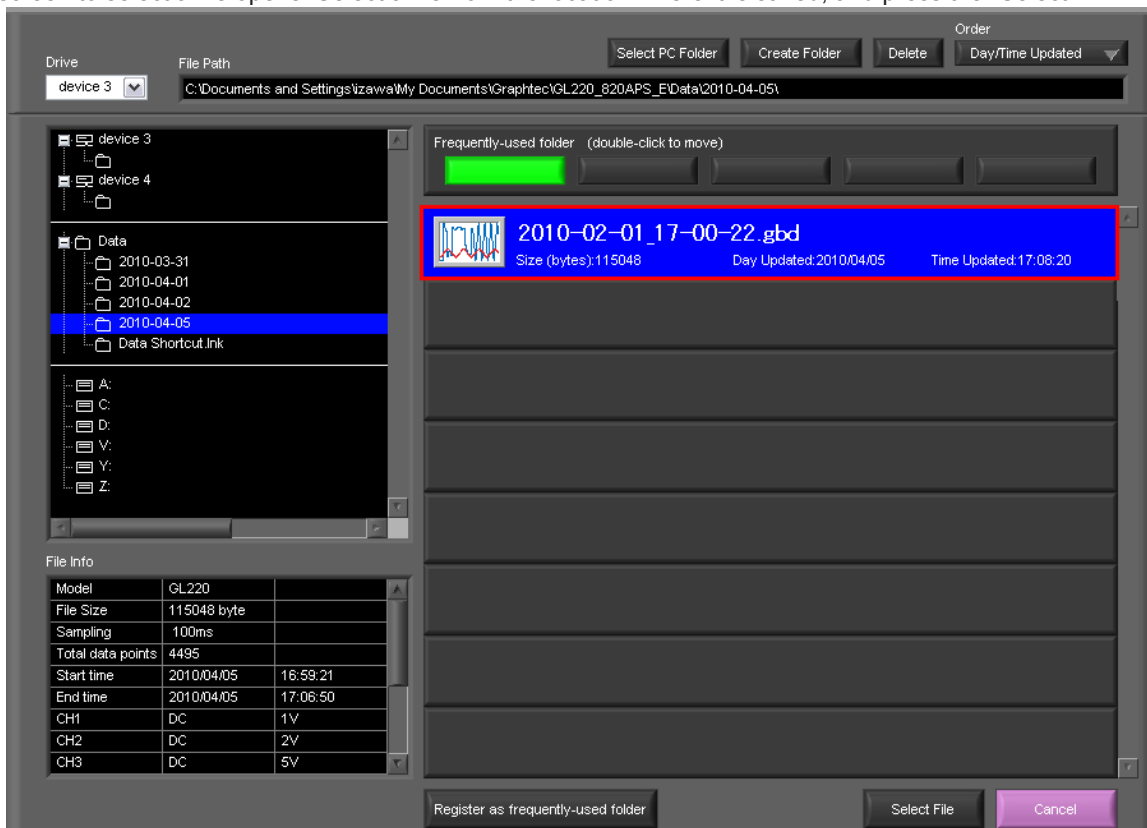 Order
Select PC Folder Create Folder Delete Day/Time Updated
Drive File Path
device 3 C:\Documents and Settings\izawa\My Documents\Graphtec\GL220_820APS_E\Data\2010-04-05\
device 3
device 4
Data
2010-03-31
2010-04-01
2010-04-02
2010-04-05
Data Shortcut.lnk
A:
C:
D:
V:
Y:
Z:
File Info
Model GL220
File Size 115048 byte
Sampling 100ms
Total data points 4495
Start time 2010/04/05 16:59:21
End time 2010/04/05 17:06:50
CH1 DC 1V
CH2 DC 2V
CH3 DC 5V
Frequently-used folder (double-click to move)
2010-02-01_17-00-22.gbd
Size (bytes):115048 Day Updated:2010/04/05 Time Updated:17:08:20
Register as frequently-used folder Select File Cancel